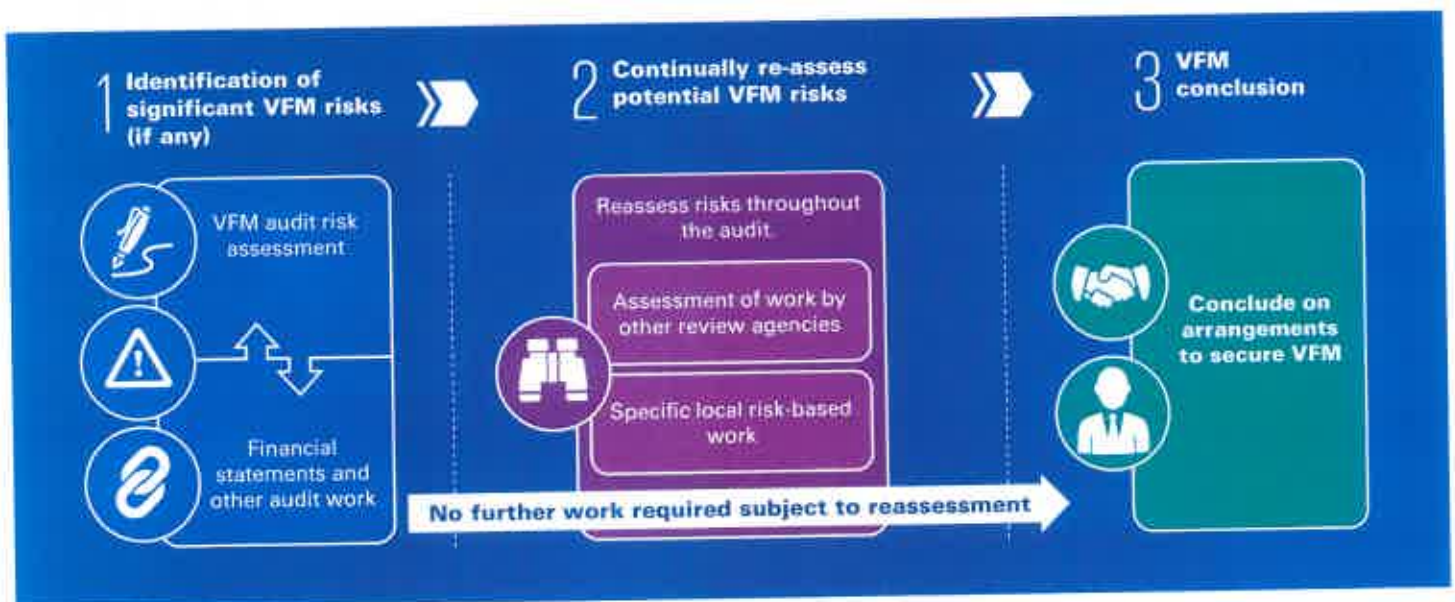 1 Identification of
significant VFM risks
(if any)
VFM audit risk
assessment
Financial
statements and
other audit work
2 Continually re-assess
potential VFM risks
Reassess risks throughout
the audit.
Assessment of work by
other review agencies
Specific local risk-based
work
No further work required subject to reassessment
3 VFM
conclusion
Conclude on
arrangements
to secure VFM